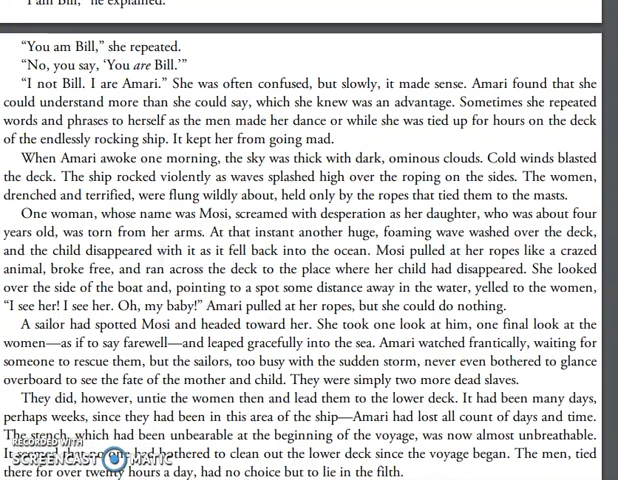 "I am Bill," he explained.
"You am Bill," she repeated.
"No, you say, 'You are Bill.'"
"I not Bill. I are Amari." She was often confused, but slowly, it made sense. Amari found that she
could understand more than she could say, which she knew was an advantage. Sometimes she repeated
words and phrases to herself as the men made her dance or while she was tied up for hours on the deck
of the endlessly rocking ship. It kept her from going mad.
When Amari awoke one morning, the sky was thick with dark, ominous clouds. Cold winds blasted
the deck. The ship rocked violently as waves splashed high over the roping on the sides. The women,
drenched and terrified, were flung wildly about, held only by the ropes that tied them to the masts.
One woman, whose name was Mosi, screamed with desperation as her daughter, who was about four
years old, was torn from her arms. At that instant another huge, foaming wave washed over the deck,
and the child disappeared with it as it fell back into the ocean. Mosi pulled at her ropes like a crazed
animal, broke free, and ran across the deck to the place where her child had disappeared. She looked
over the side of the boat and, pointing to a spot some distance away in the water, yelled to the women,
"I see her! I see her. Oh, my baby!" Amari pulled at her ropes, but she could do nothing.
A sailor had spotted Mosi and headed toward her. She took one look at him, one final look at the
women—as if to say farewell—and leaped gracefully into the sea. Amari watched frantically, waiting for
someone to rescue them, but the sailors, too busy with the sudden storm, never even bothered to glance
overboard to see the fate of the mother and child. They were simply two more dead slaves.
They did, however, untie the women then and lead them to the lower deck. It had been many days,
perhaps weeks, since they had been in this area of the ship—Amari had lost all count of days and time.
The stench, which had been unbearable at the beginning of the voyage, was now almost unbreathable.
RECORDED WITH
It seemed that no one had bothered to clean out the lower deck since the voyage began. The men, tied
SCREENCAST MATIC
there for over twenty hours a day, had no choice but to lie in the filth.